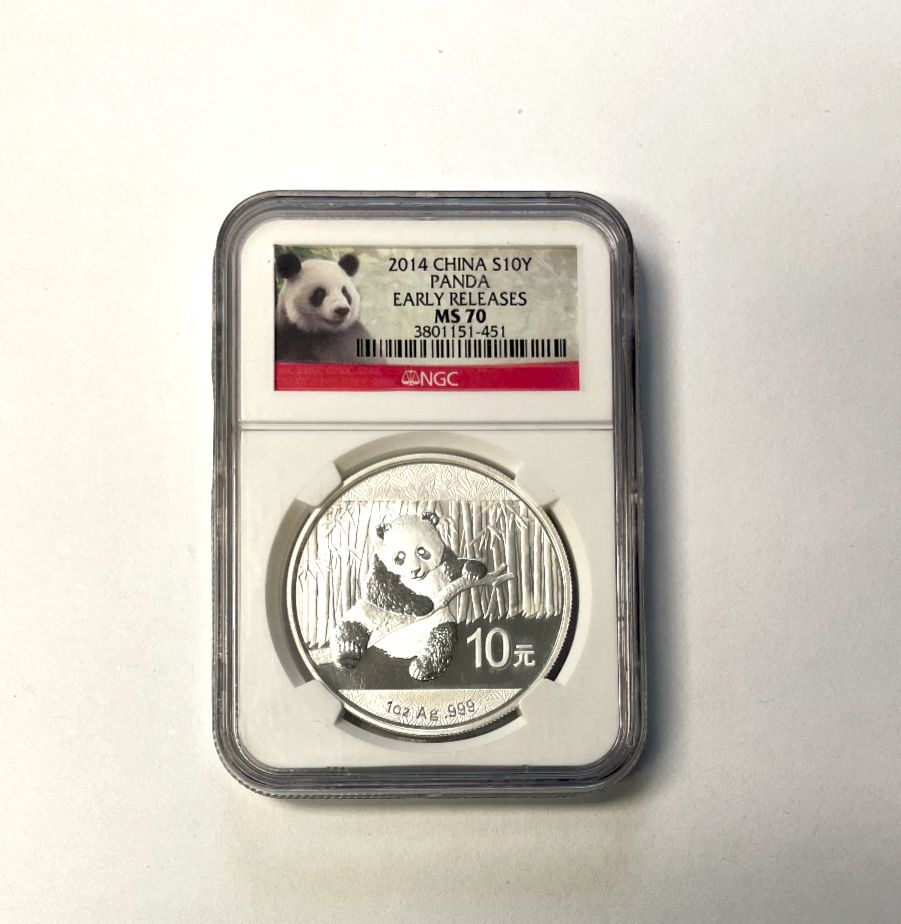 2014 CHINA S10Y
PANDA
EARLY RELEASES
MS 70
3801151-451
NGC
10元
1oz Ag .999